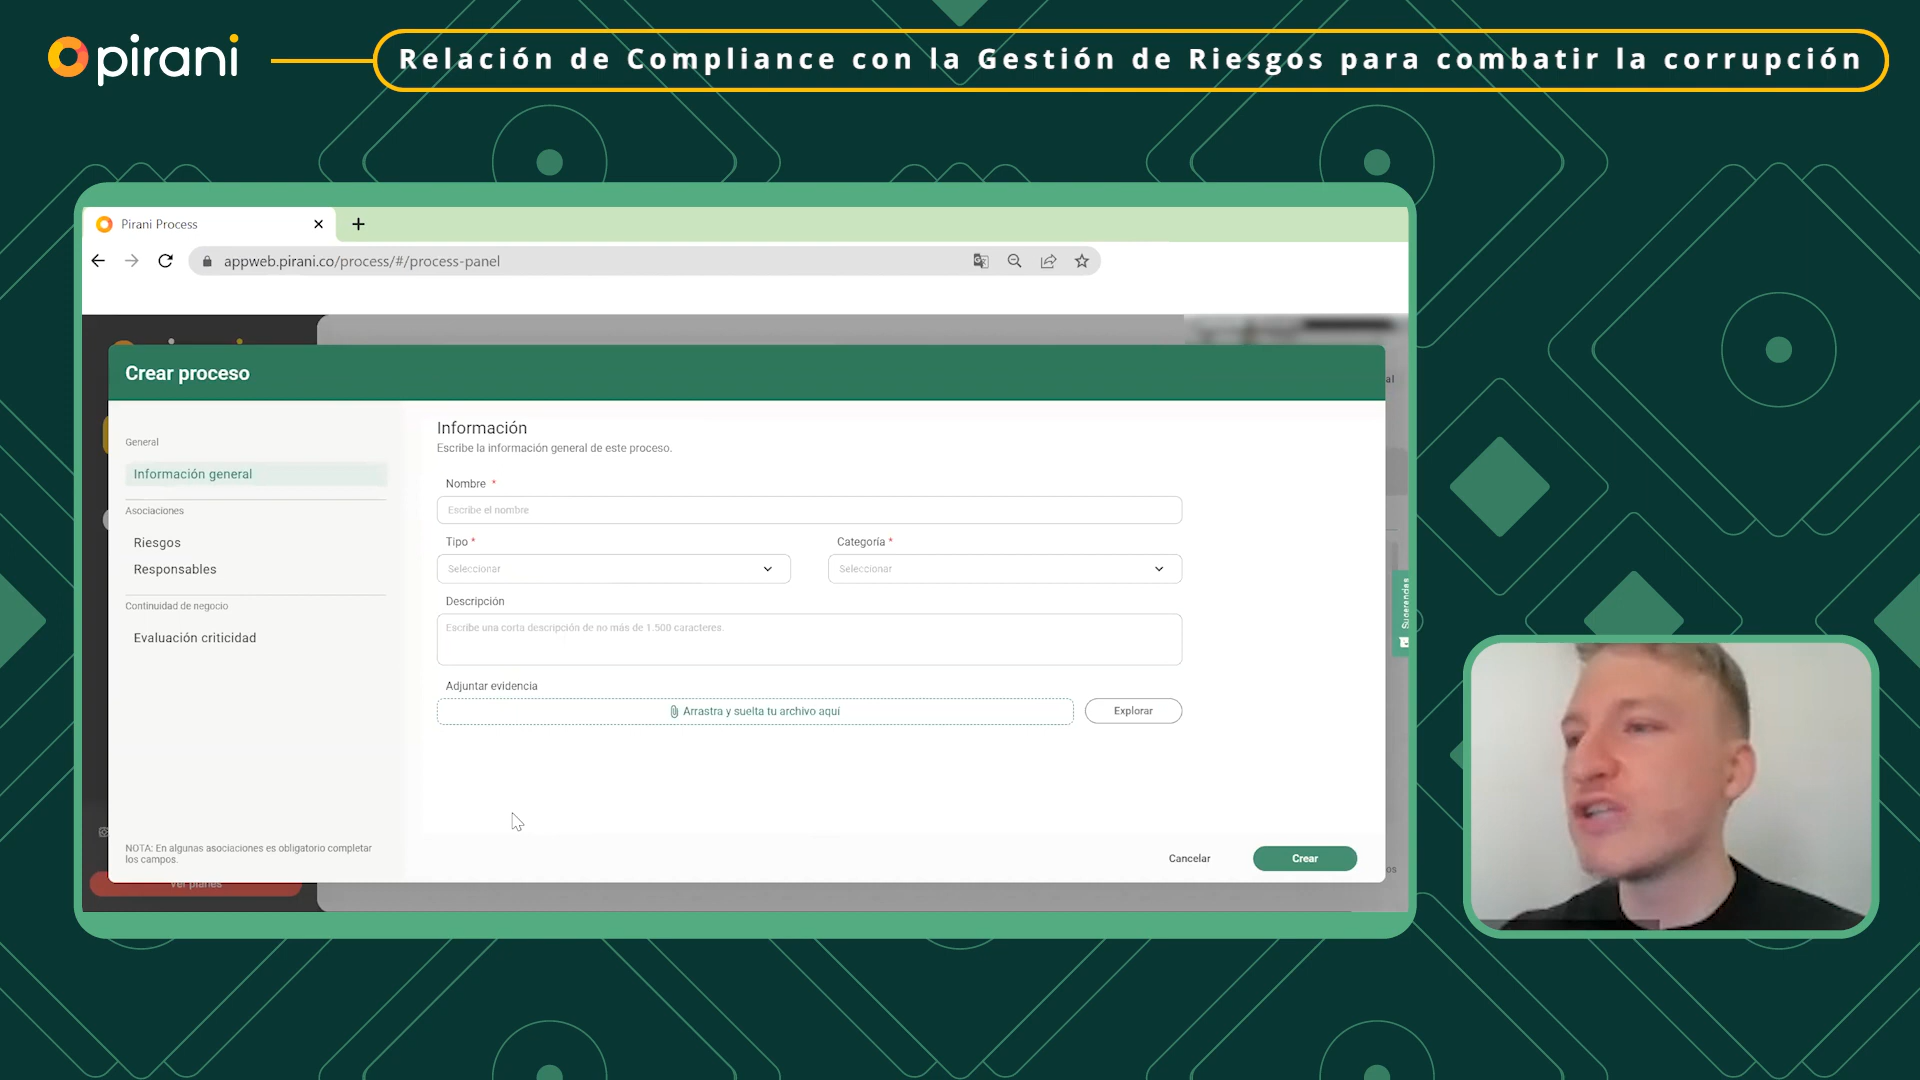 pirani
Relación de Compliance con la Gestión de Riesgos para combatir la corrupción
Pirani Process
appweb.pirani.co/process/#/process-panel
Crear proceso
al
General
Información general
Asociaciones
Riesgos
Responsables
Continuidad de negocio
Evaluación criticidad
NOTA: En algunas asociaciones es obligatorio completar
los campos.
Ver planes
Información
Escribe la información general de este proceso.
Nombre *
Escribe el nombre
Tipo *
Categoría *
Seleccionar
Seleccionar
Descripción
Escribe una corta descripción de no más de 1.500 caracteres.
Adjuntar evidencia
Arrastra y suelta tu archivo aquí
Explorar
Cancelar
Crear
os